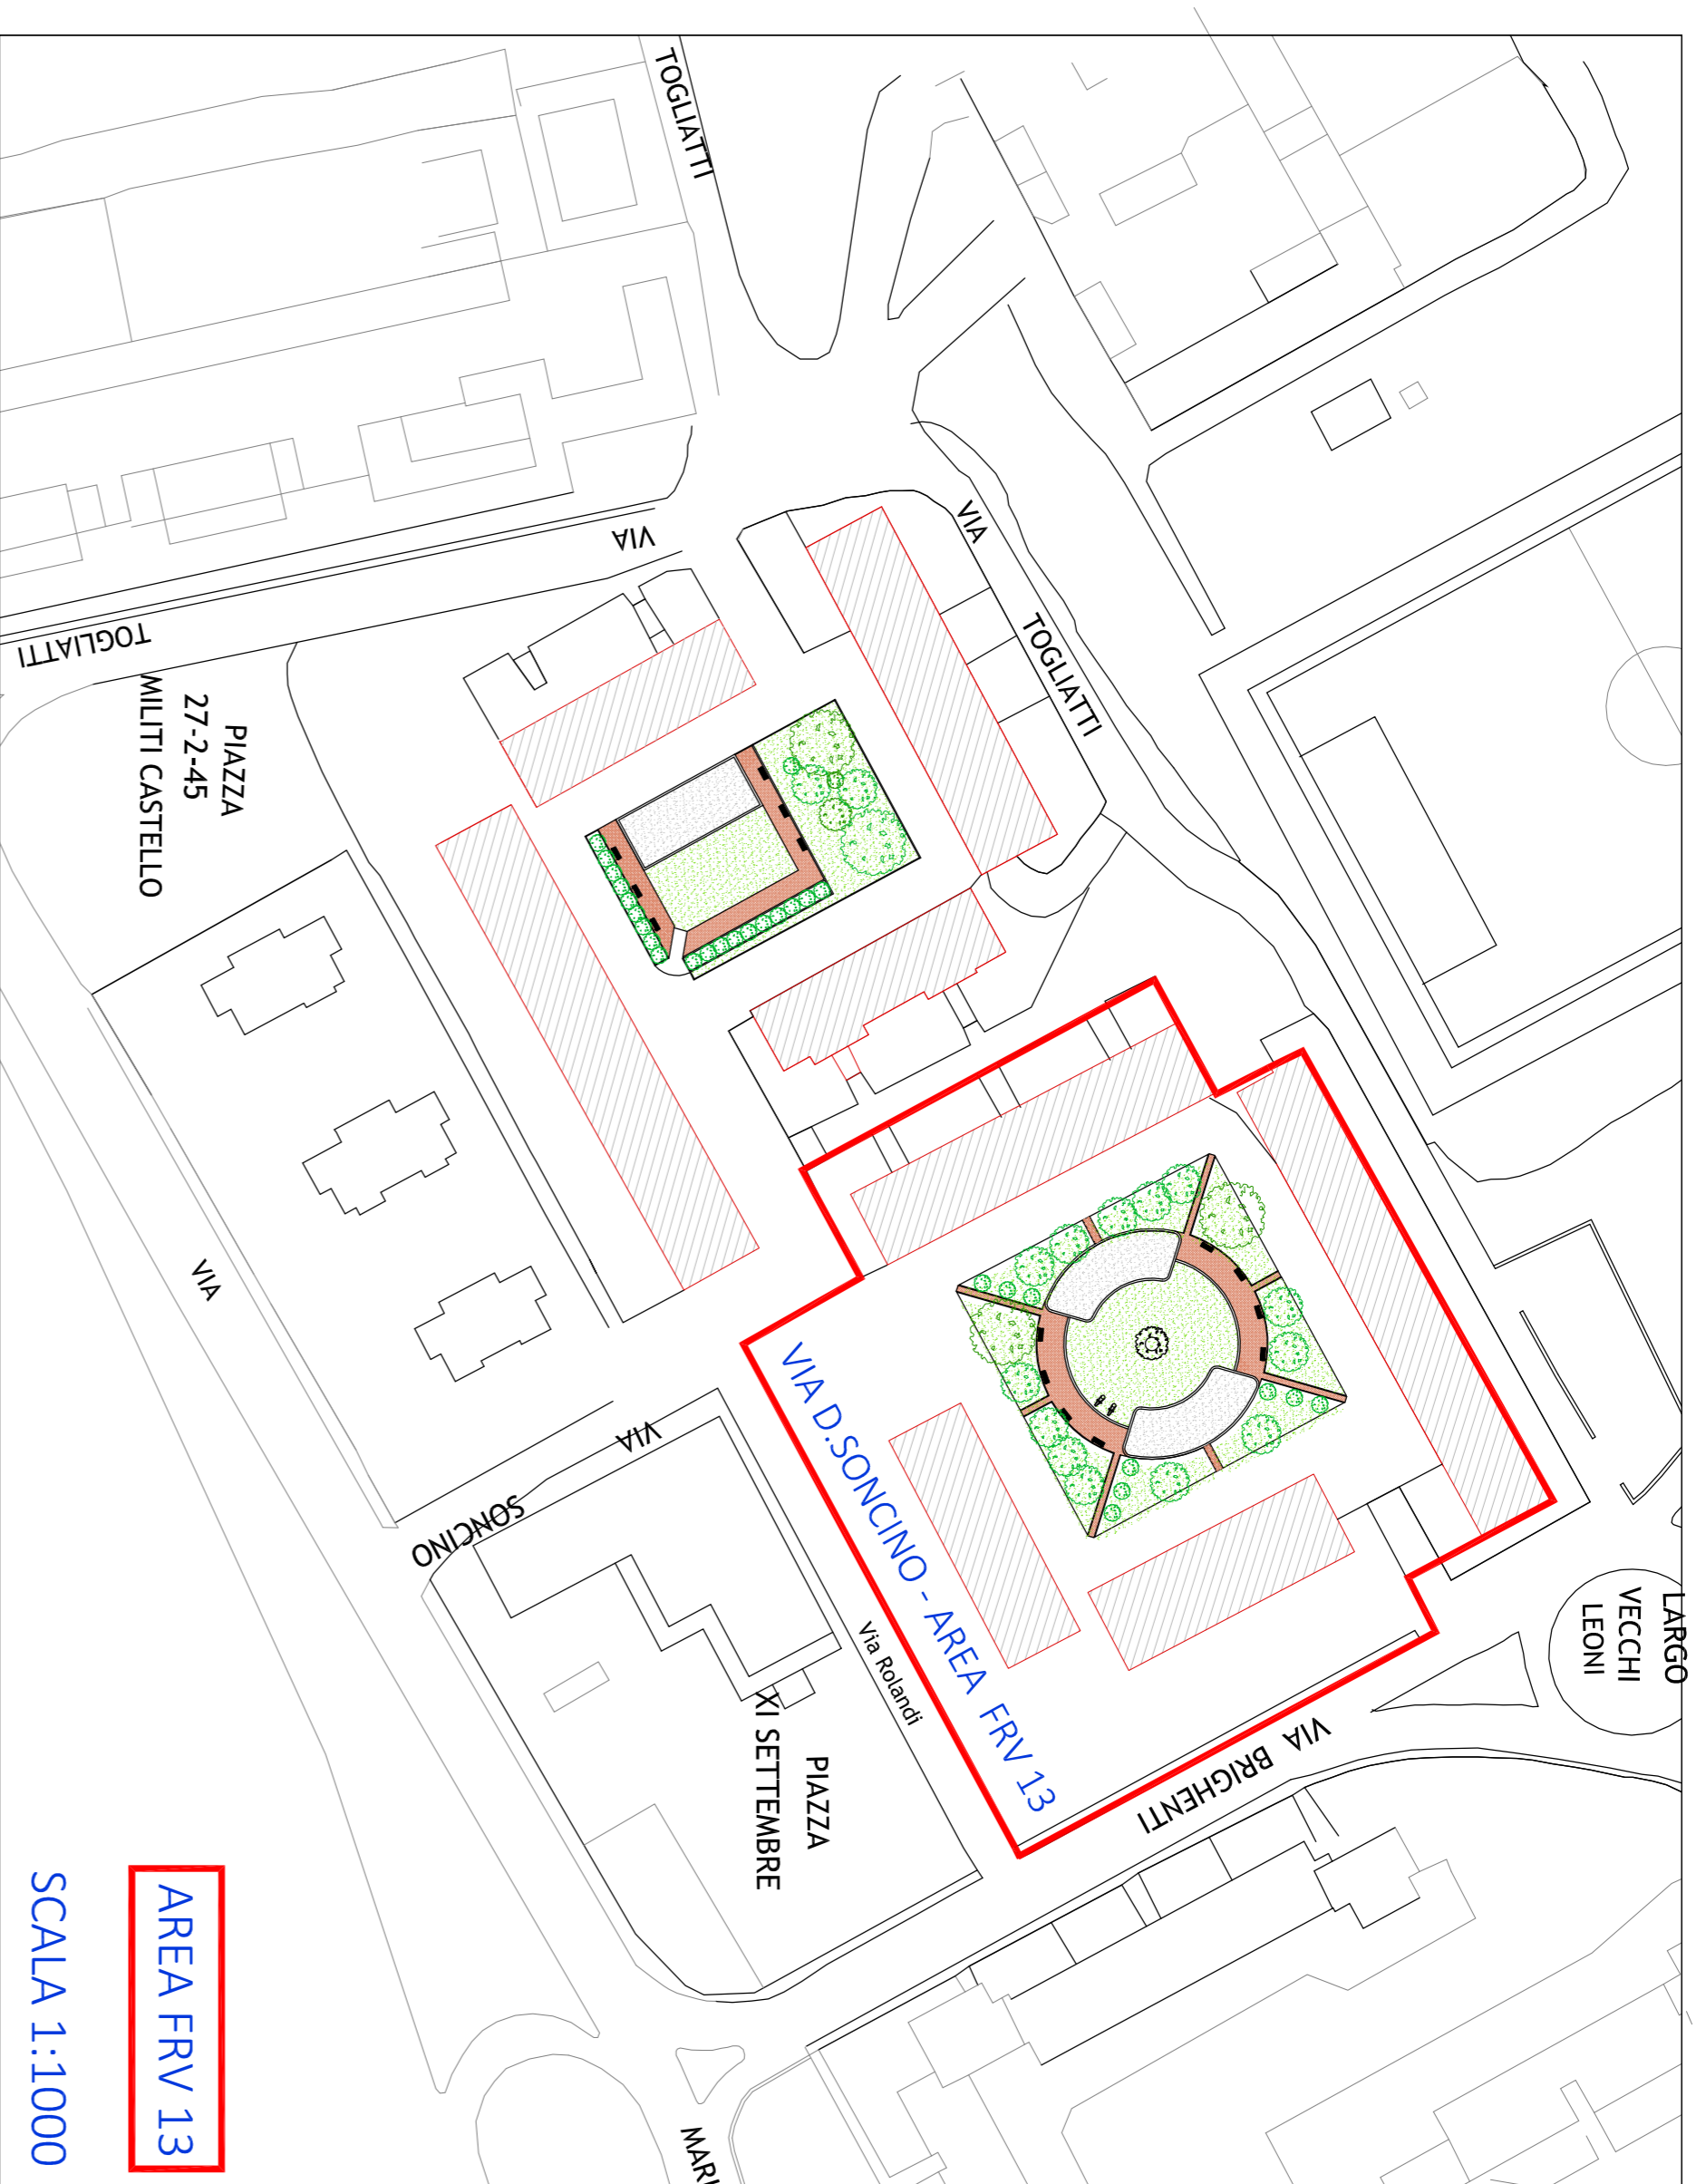 TOGLIATTI
VIA
TOGLIATTI
VIA
TOGLIATTI
PIAZZA
27-2-45
MILITI CASTELLO
VIA
VIA
SONCINO
VIA D.SONCINO - AREA FRV 13
Via Rolandi
LARGO
VECCHI
LEONI
VIA BRIGHENTI
PIAZZA
XI SETTEMBRE
AREA FRV 13
SCALA 1:1000